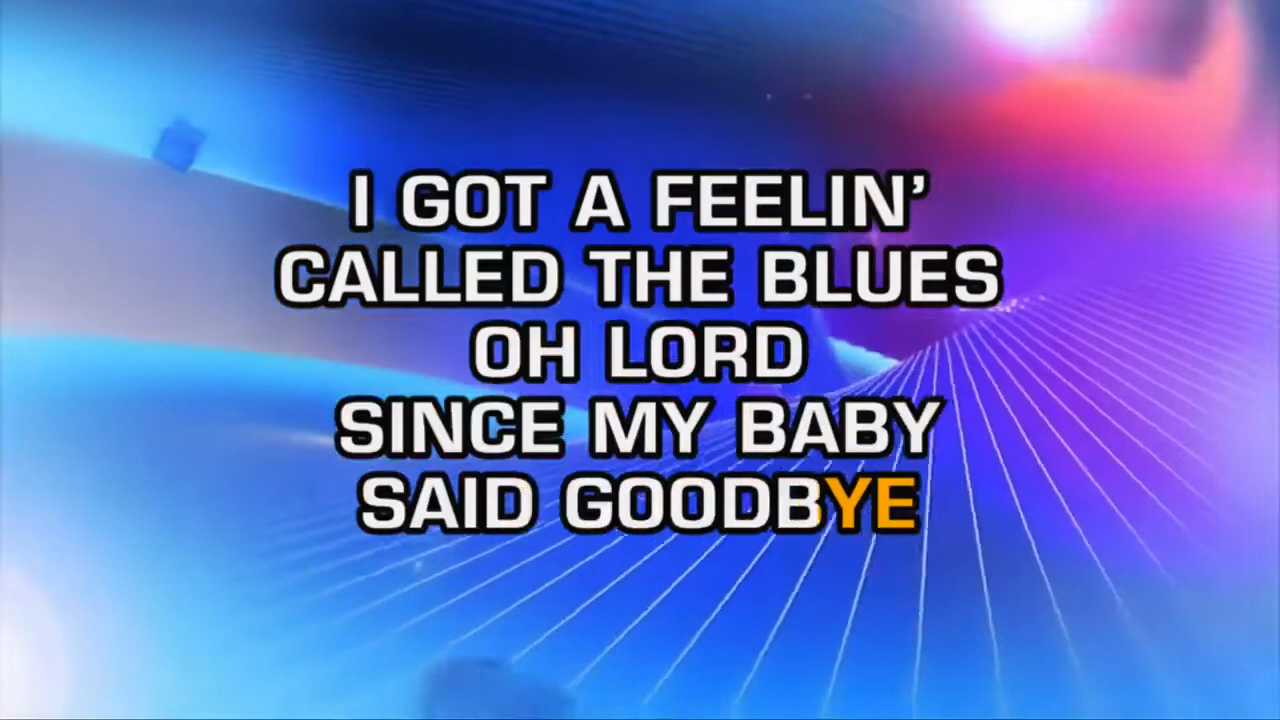 I GOT A FEELIN’
CALLED THE BLUES
OH LORD
SINCE MY BABY
SAID GOODBYE